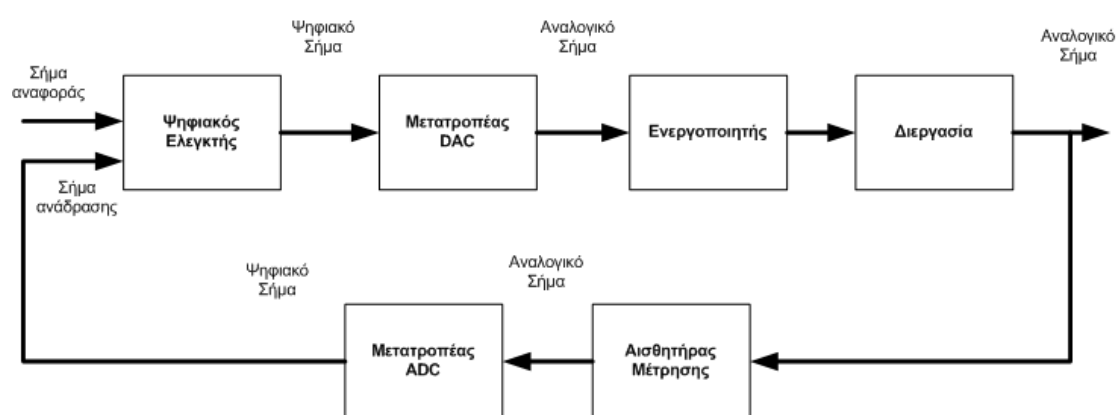 Ψηφιακό
Σήμα
Αναλογικό
Σήμα
Αναλογικό
Σήμα
Σήμα
αναφοράς
Ψηφιακός
Ελεγκτής
Μετατροπέας
DAC
Ενεργοποιητής
Διεργασία
Σήμα
ανάδρασης
Ψηφιακό
Σήμα
Αναλογικό
Σήμα
Μετατροπέας
ADC
Αισθητήρας
Μέτρησης